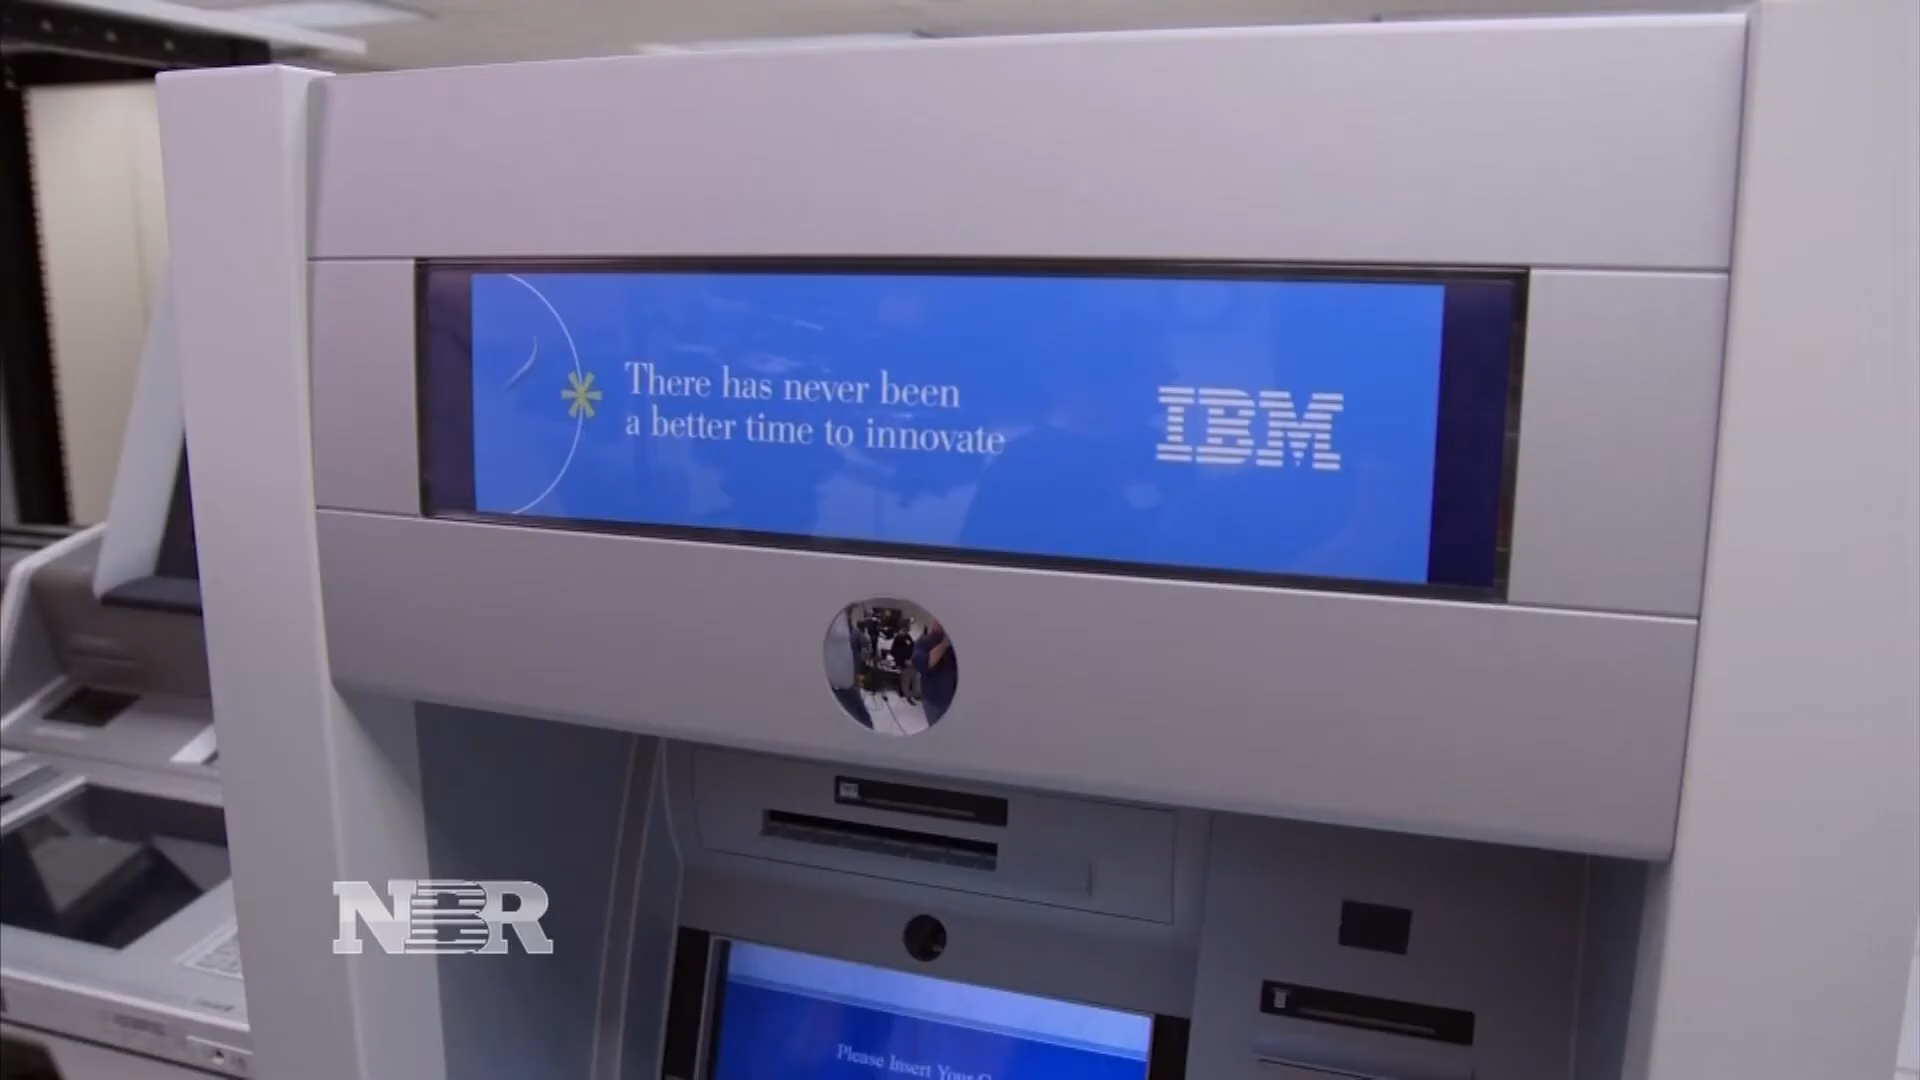 There has never been
a better time to innovate
IBM
NBR
Please Insert Your